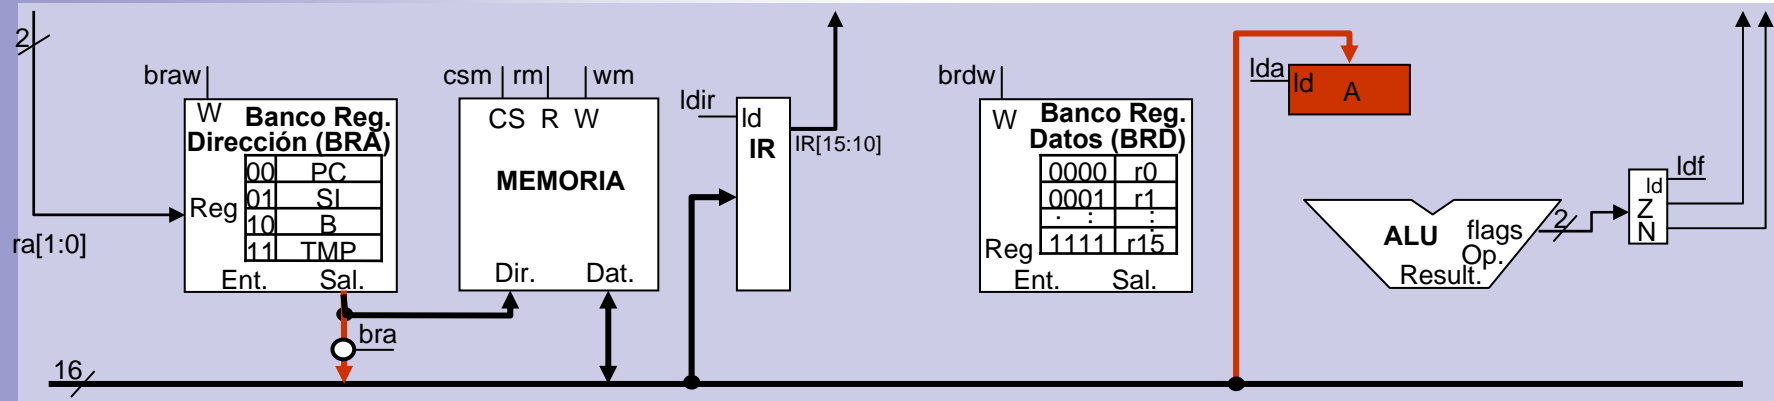 2
ra[1:0]
braw
W Banco Reg.
Dirección (BRA)
00 PC
01 SI
10 B
11 TMP
Reg
Ent. Sal.
bra
16
csm rm wm
CS R W
MEMORIA
Dir. Dat.
ldir
ld
IR
IR[15:10]
brdw
W Banco Reg.
Datos (BRD)
0000 r0
0001 r1
: : :
1111 r15
Reg
Ent. Sal.
lda
ld A
ALU flags
Op.
Result.
2
ldf
ld
Z
N